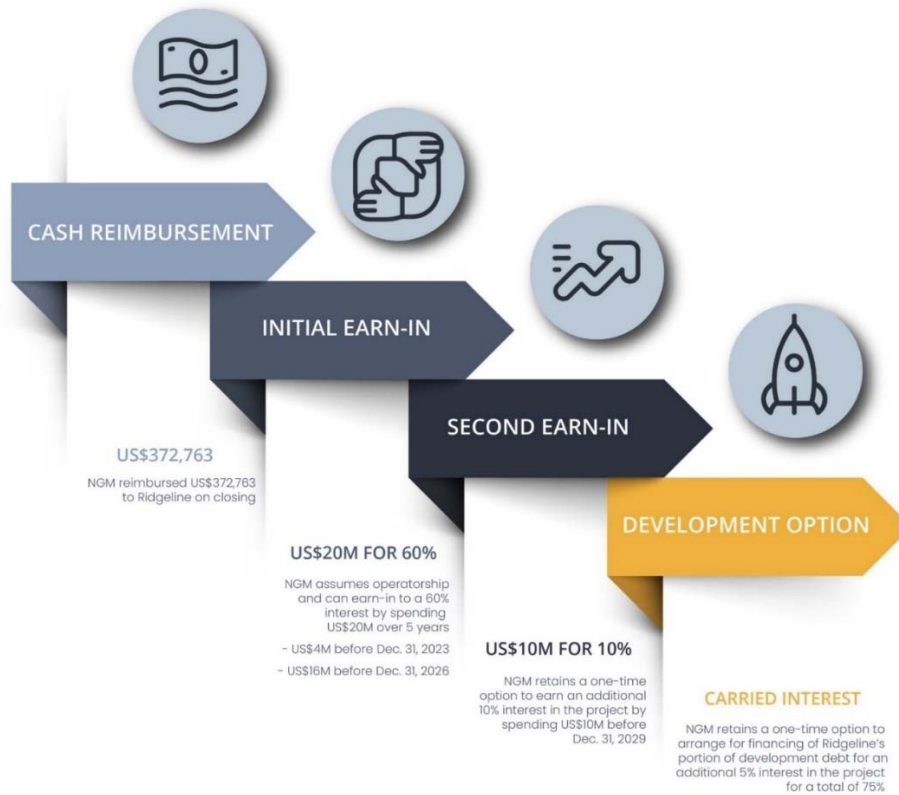 CASH REIMBURSEMENT
US$372,763
NGM reimbursed US$372,763
to Ridgeline on closing
INITIAL EARN-IN
US$20M FOR 60%
NGM assumes operatorship
and can earn-in to a 60%
interest by spending
US$20M over 5 years
- US$4M before Dec. 31, 2023
- US$16M before Dec. 31, 2026
SECOND EARN-IN
US$10M FOR 10%
NGM retains a one-time
option to earn an additional
10% interest in the project by
spending US$10M before
Dec. 31, 2029
DEVELOPMENT OPTION
CARRIED INTEREST
NGM retains a one-time option to
arrange for financing of Ridgeline's
portion of development debt for an
additional 5% interest in the project
for a total of 75%